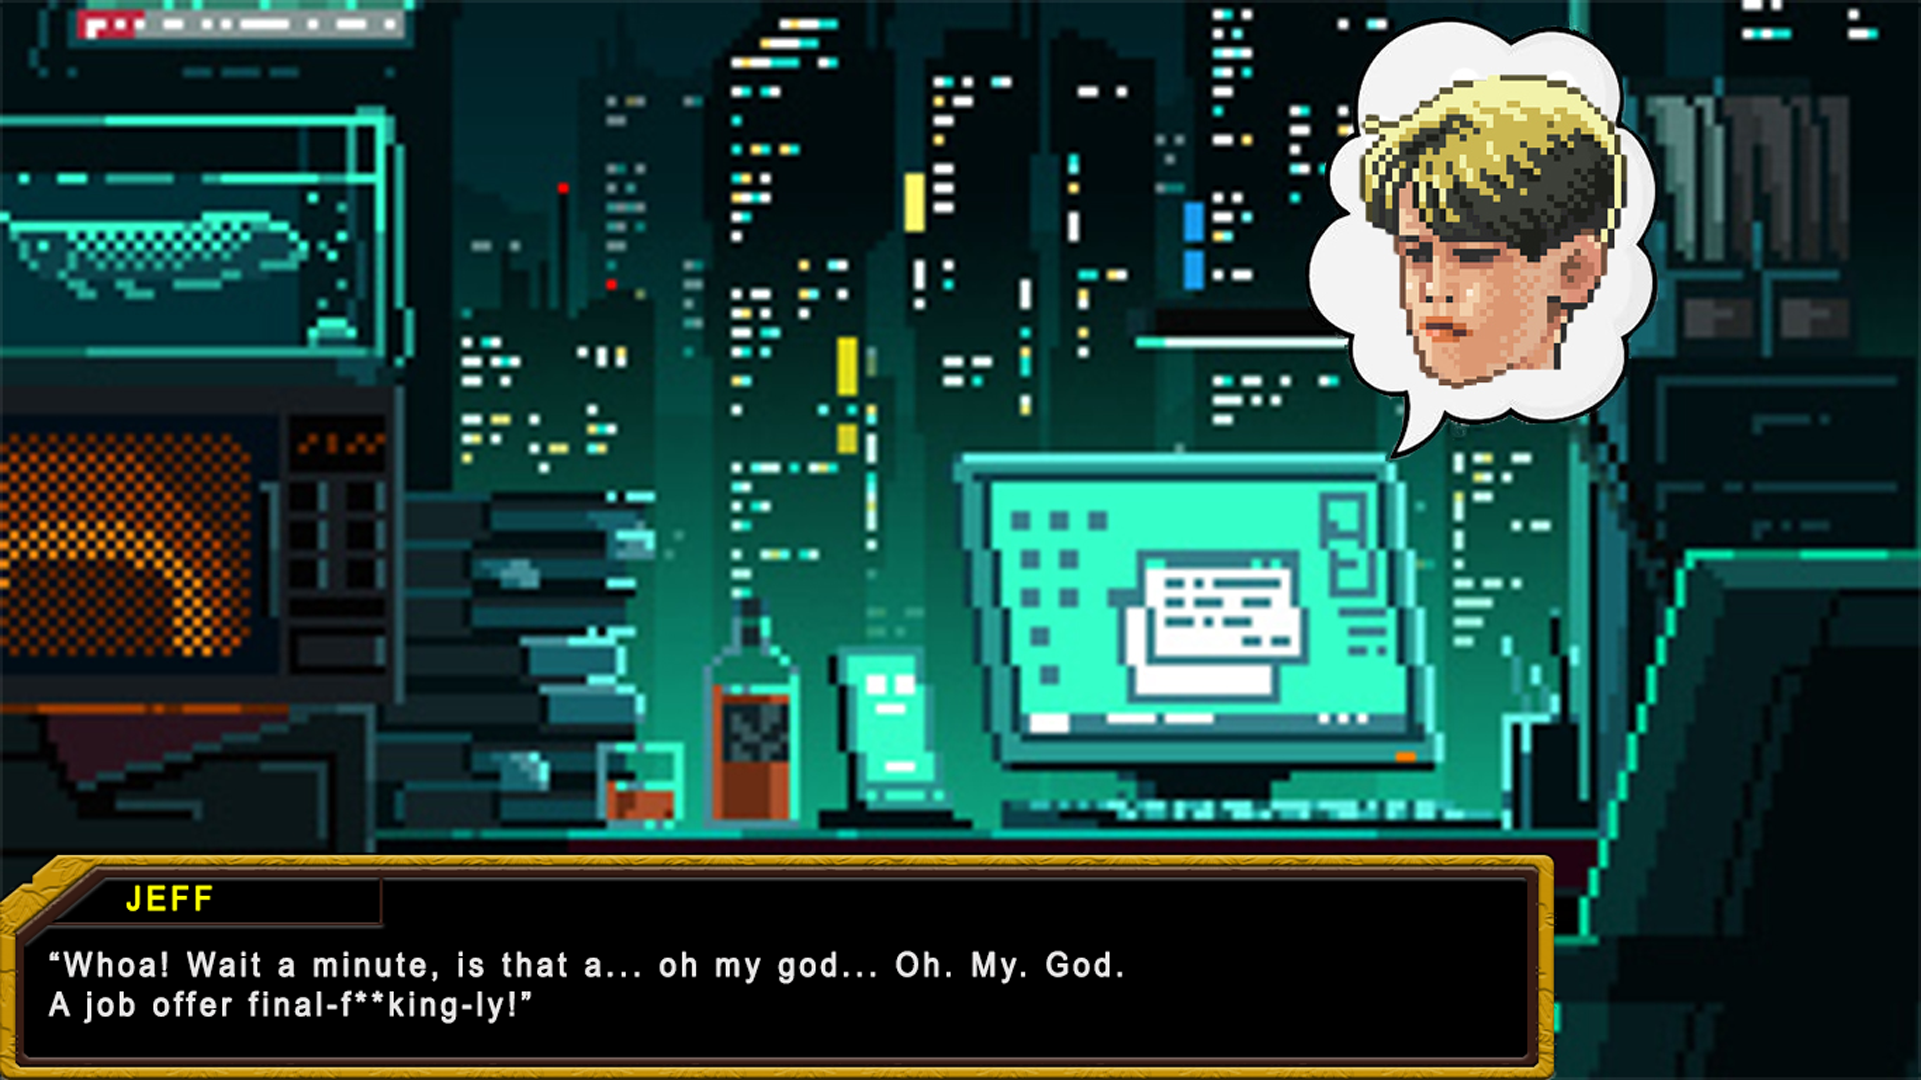 JEFF
“Whoa! Wait a minute, is that a... oh my god... Oh. My. God.
A job offer final-f**king-ly!”